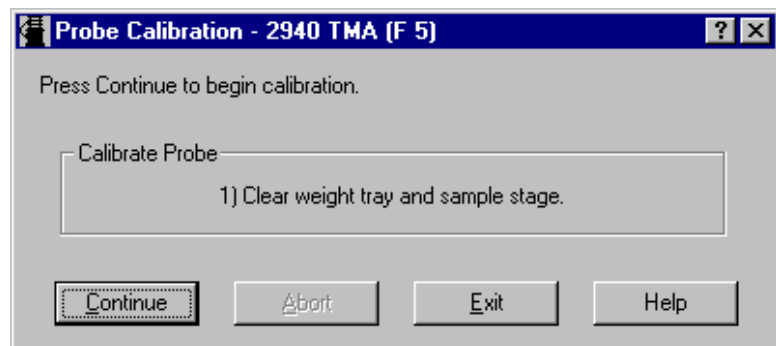 Probe Calibration - 2940 TMA (F 5)
Press Continue to begin calibration.
Calibrate Probe
1) Clear weight tray and sample stage.
Continue Abort Exit Help